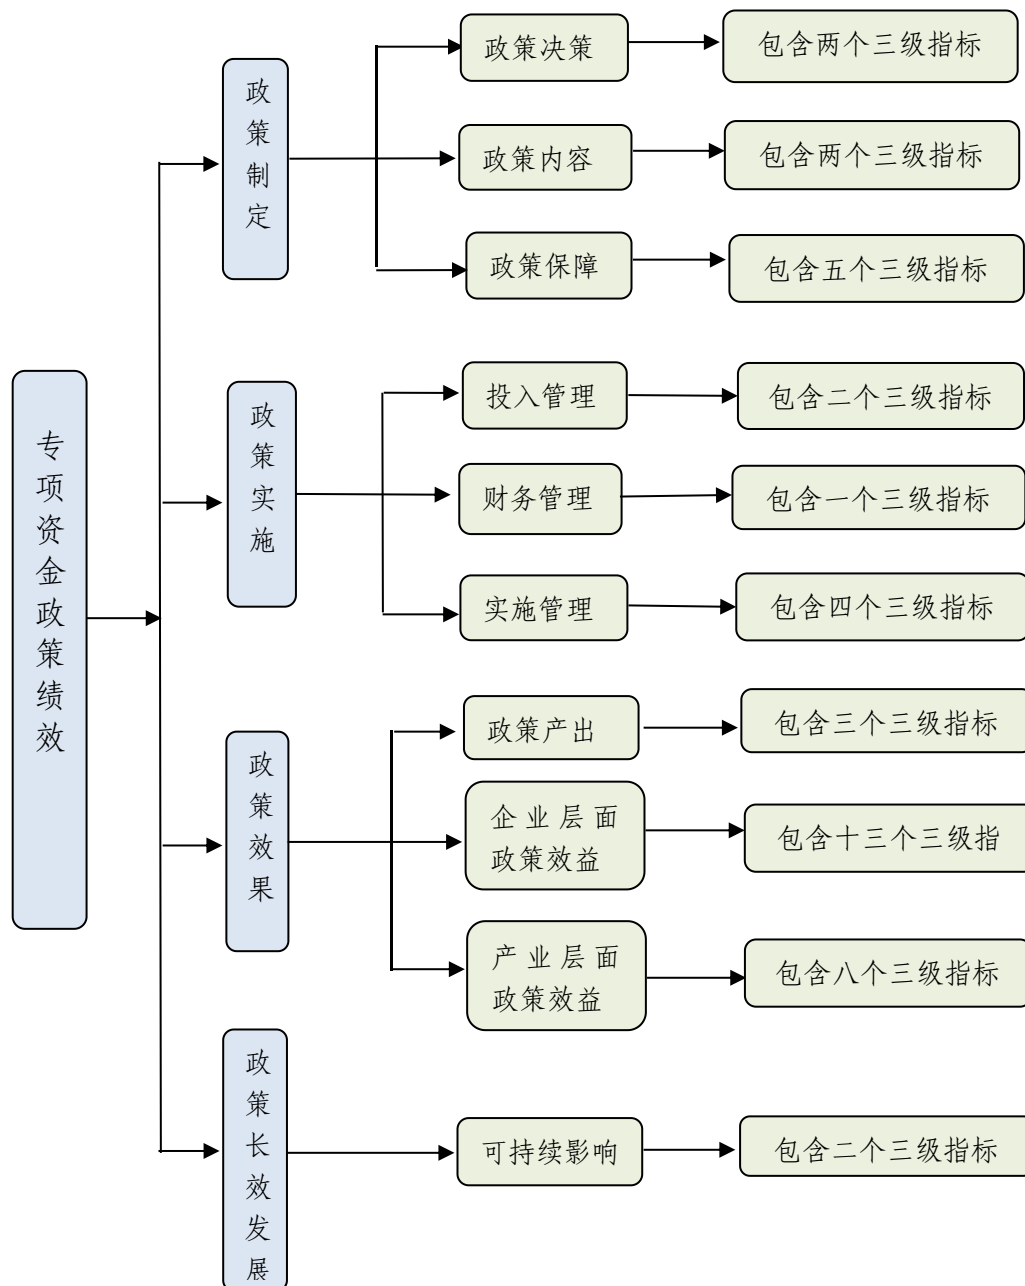 专项资金政策绩效
政策制定
政策决策
包含两个三级指标
政策内容
包含两个三级指标
政策保障
包含五个三级指标
政策实施
投入管理
包含二个三级指标
财务管理
包含一个三级指标
实施管理
包含四个三级指标
政策效果
政策产出
包含三个三级指标
企业层面
政策效益
包含十三个三级指
产业层面
政策效益
包含八个三级指标
政策长效发展
可持续影响
包含二个三级指标